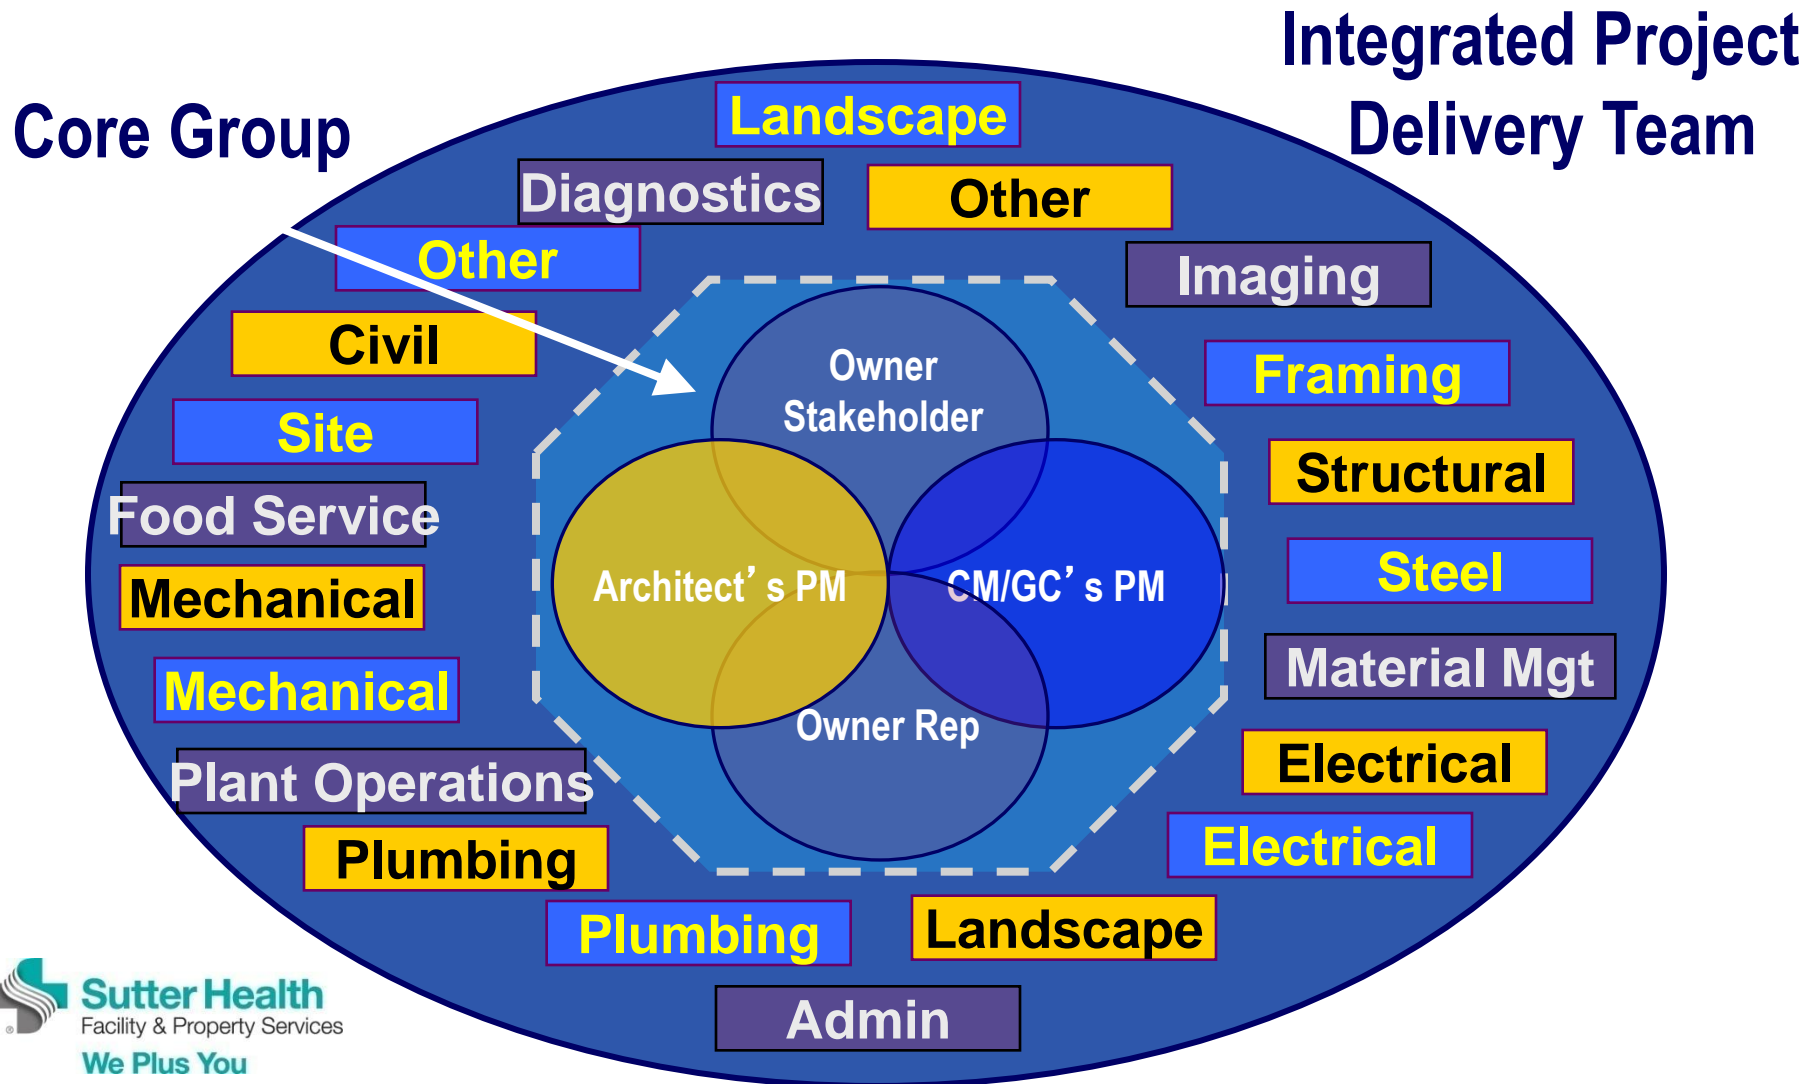 Integrated Project
Delivery Team
Core Group
Landscape
Diagnostics
Other
Other
Imaging
Civil
Framing
Site
Structural
Food Service
Steel
Mechanical
Material Mgt
Mechanical
Electrical
Plant Operations
Electrical
Plumbing
Landscape
Plumbing
Admin
Owner
Stakeholder
Architect’s PM
CM/GC’s PM
Owner Rep
Sutter Health
Facility & Property Services
®
We Plus You